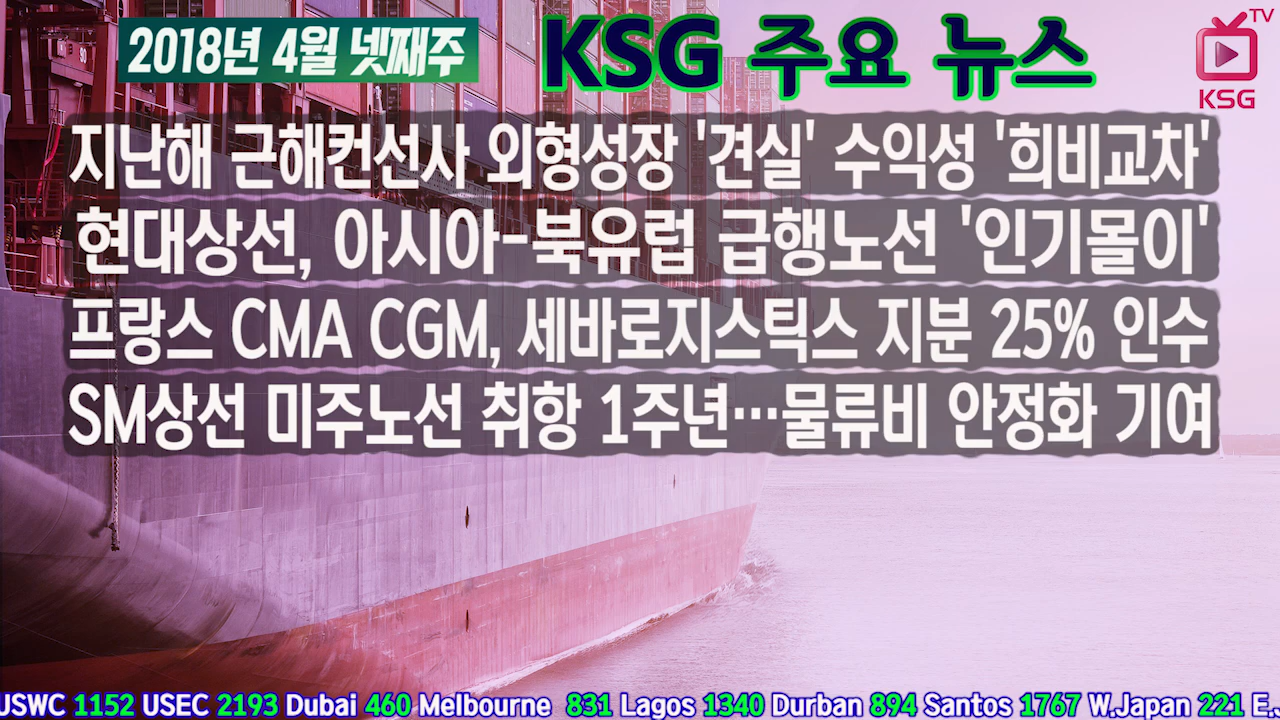 2018년 4월 넷째주
KSG 주요 뉴스
TV
KSG
지난해 근해컨선사 외형성장 '견실' 수익성 '희비교차'
현대상선, 아시아-북유럽 급행노선 '인기몰이'
프랑스 CMA CGM, 세바로지스틱스 지분 25% 인수
SM상선 미주노선 취항 1주년…물류비 안정화 기여
USWC 1152 USEC 2193 Dubai 460 Melbourne 831 Lagos 1340 Durban 894 Santos 1767 W.Japan 221